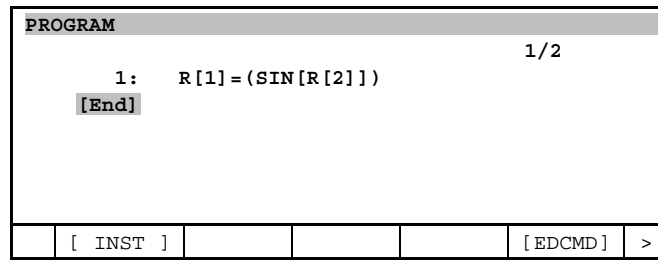 PROGRAM
1/2
1: R[1]=(SIN[R[2]])
[End]
[ INST ] [EDCMD] >